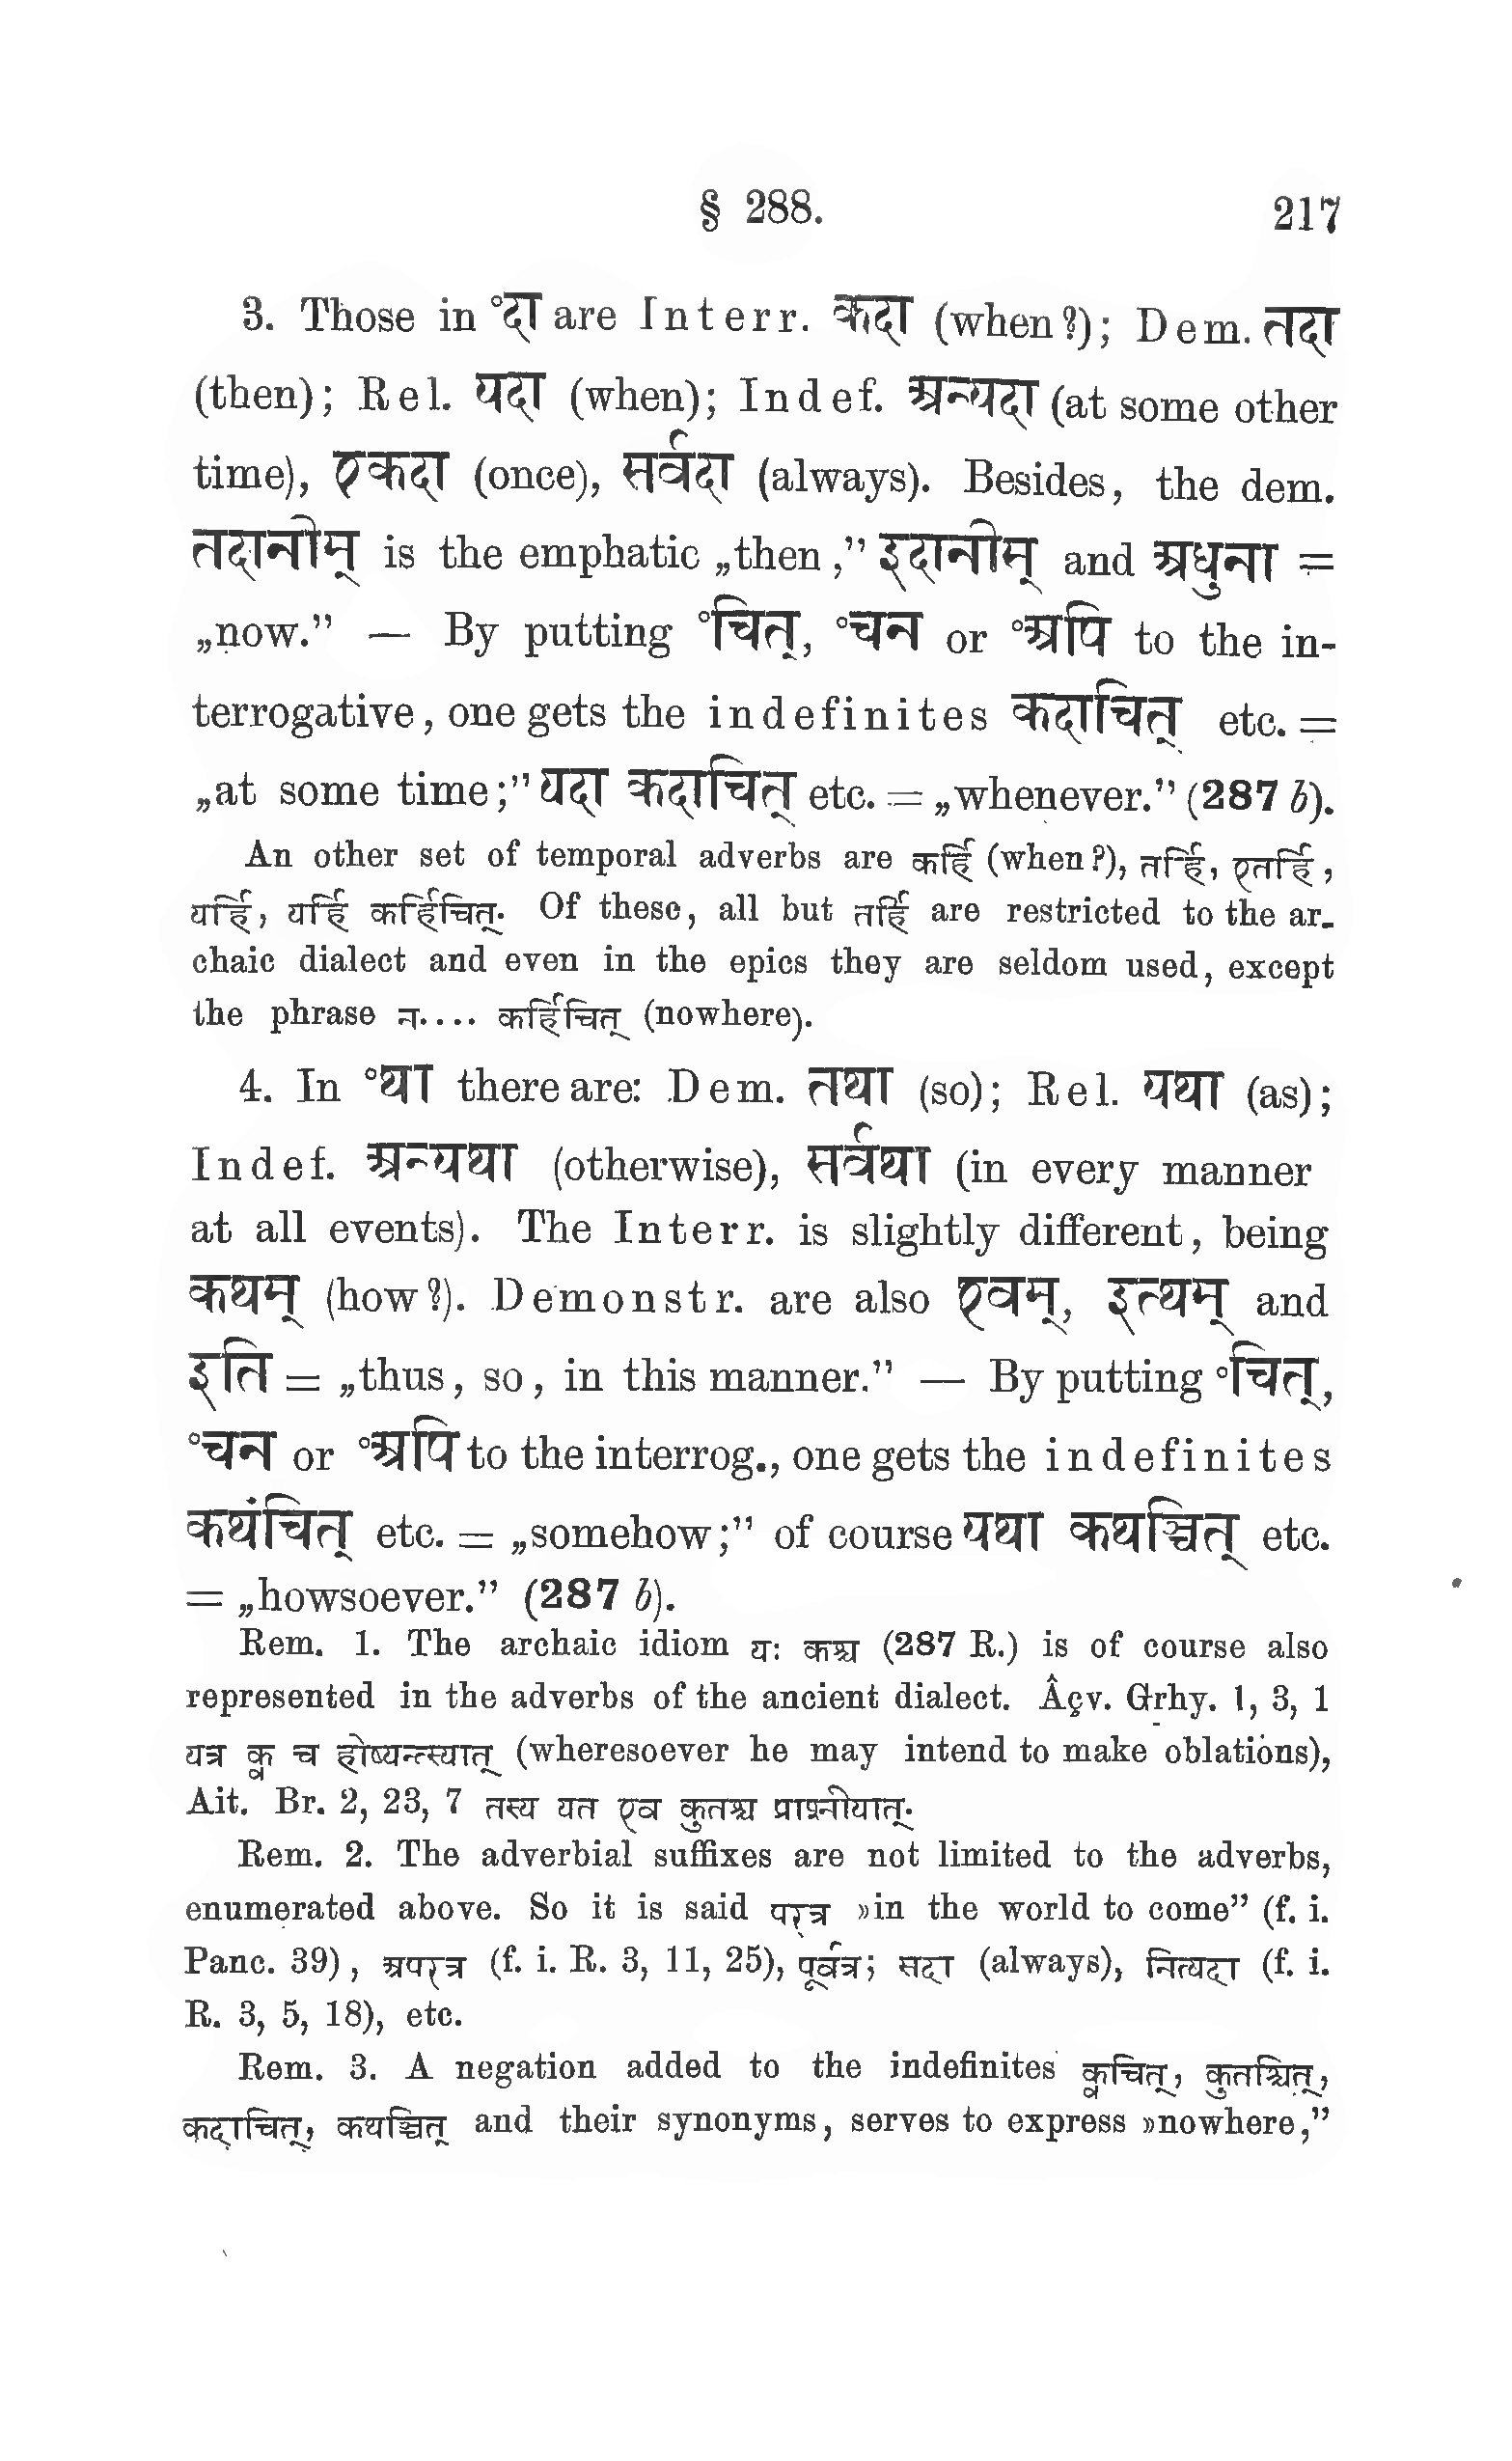 § 288. 217
3. Those in °दा are Interr. कदा (when?); Dem. तदा
(then); Rel. यदा (when); Indef. अन्यदा (at some other
time), एकदा (once), सर्वदा (always). Besides, the dem.
तदानीम् is the emphatic „then,” इदानीम् and अधुना =
„now.” — By putting °चित्, °चन or °अपि to the in-
terrogative, one gets the indefinites कदाचित् etc. =
„at some time;” यदा कदाचित् etc. = „whenever.” (287 b).
An other set of temporal adverbs are कर्हि (when?), तर्हि, एतर्हि,
यर्हि, यर्हि कर्हिचित्. Of these, all but तर्हि are restricted to the ar-
chaic dialect and even in the epics they are seldom used, except
the phrase न.... कर्हिचित् (nowhere).
4. In °था there are: Dem. तथा (so); Rel. यथा (as);
Indef. अन्यथा (otherwise), सर्वथा (in every manner
at all events). The Interr. is slightly different, being
कथम् (how?). Demonstr. are also एवम्, इत्थम् and
इति = „thus, so, in this manner.” — By putting °चित्,
°चन or °अपि to the interrog., one gets the indefinites
कथंचित् etc. = „somehow;” of course यथा कथञ्चित् etc.
= „howsoever.” (287 b).
Rem. 1. The archaic idiom यः कश्च (287 R.) is of course also
represented in the adverbs of the ancient dialect. Âçv. Gṛhy. 1, 3, 1
यत्र क्व च होष्यन्त्स्यात् (wheresoever he may intend to make oblations),
Ait. Br. 2, 23, 7 तस्य यत एव कुतश्च प्राश्नीयात्.
Rem. 2. The adverbial suffixes are not limited to the adverbs,
enumerated above. So it is said परत्र »in the world to come” (f. i.
Panc. 39), अपरत्र (f. i. R. 3, 11, 25), पूर्वत्र; सदा (always), नित्यदा (f. i.
R. 3, 5, 18), etc.
Rem. 3. A negation added to the indefinites क्वचित्, कुतश्चित्,
कदाचित्, कथञ्चित् and their synonyms, serves to express »nowhere,”